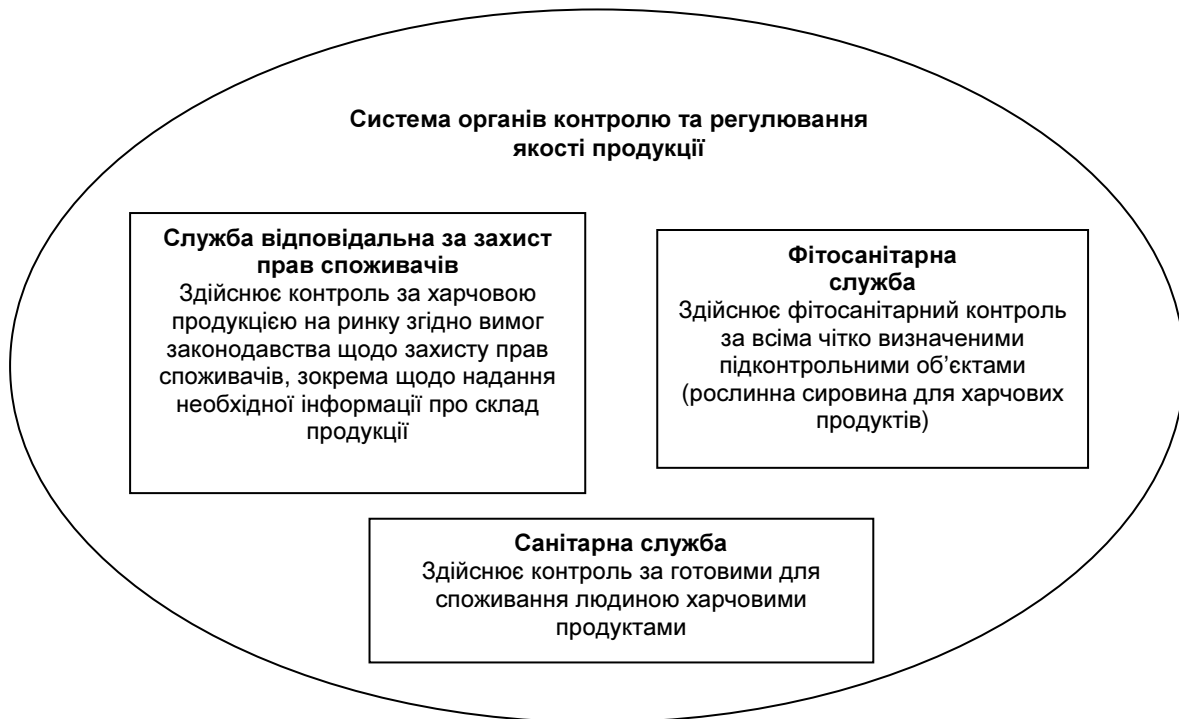 Система органів контролю та регулювання
якості продукції
Служба відповідальна за захист
прав споживачів
Здійснює контроль за харчовою
продукцією на ринку згідно вимог
законодавства щодо захисту прав
споживачів, зокрема щодо надання
необхідної інформації про склад
продукції
Фітосанітарна
служба
Здійснює фітосанітарний контроль
за всіма чітко визначеними
підконтрольними об’єктами
(рослинна сировина для харчових
продуктів)
Санітарна служба
Здійснює контроль за готовими для
споживання людиною харчовими
продуктами